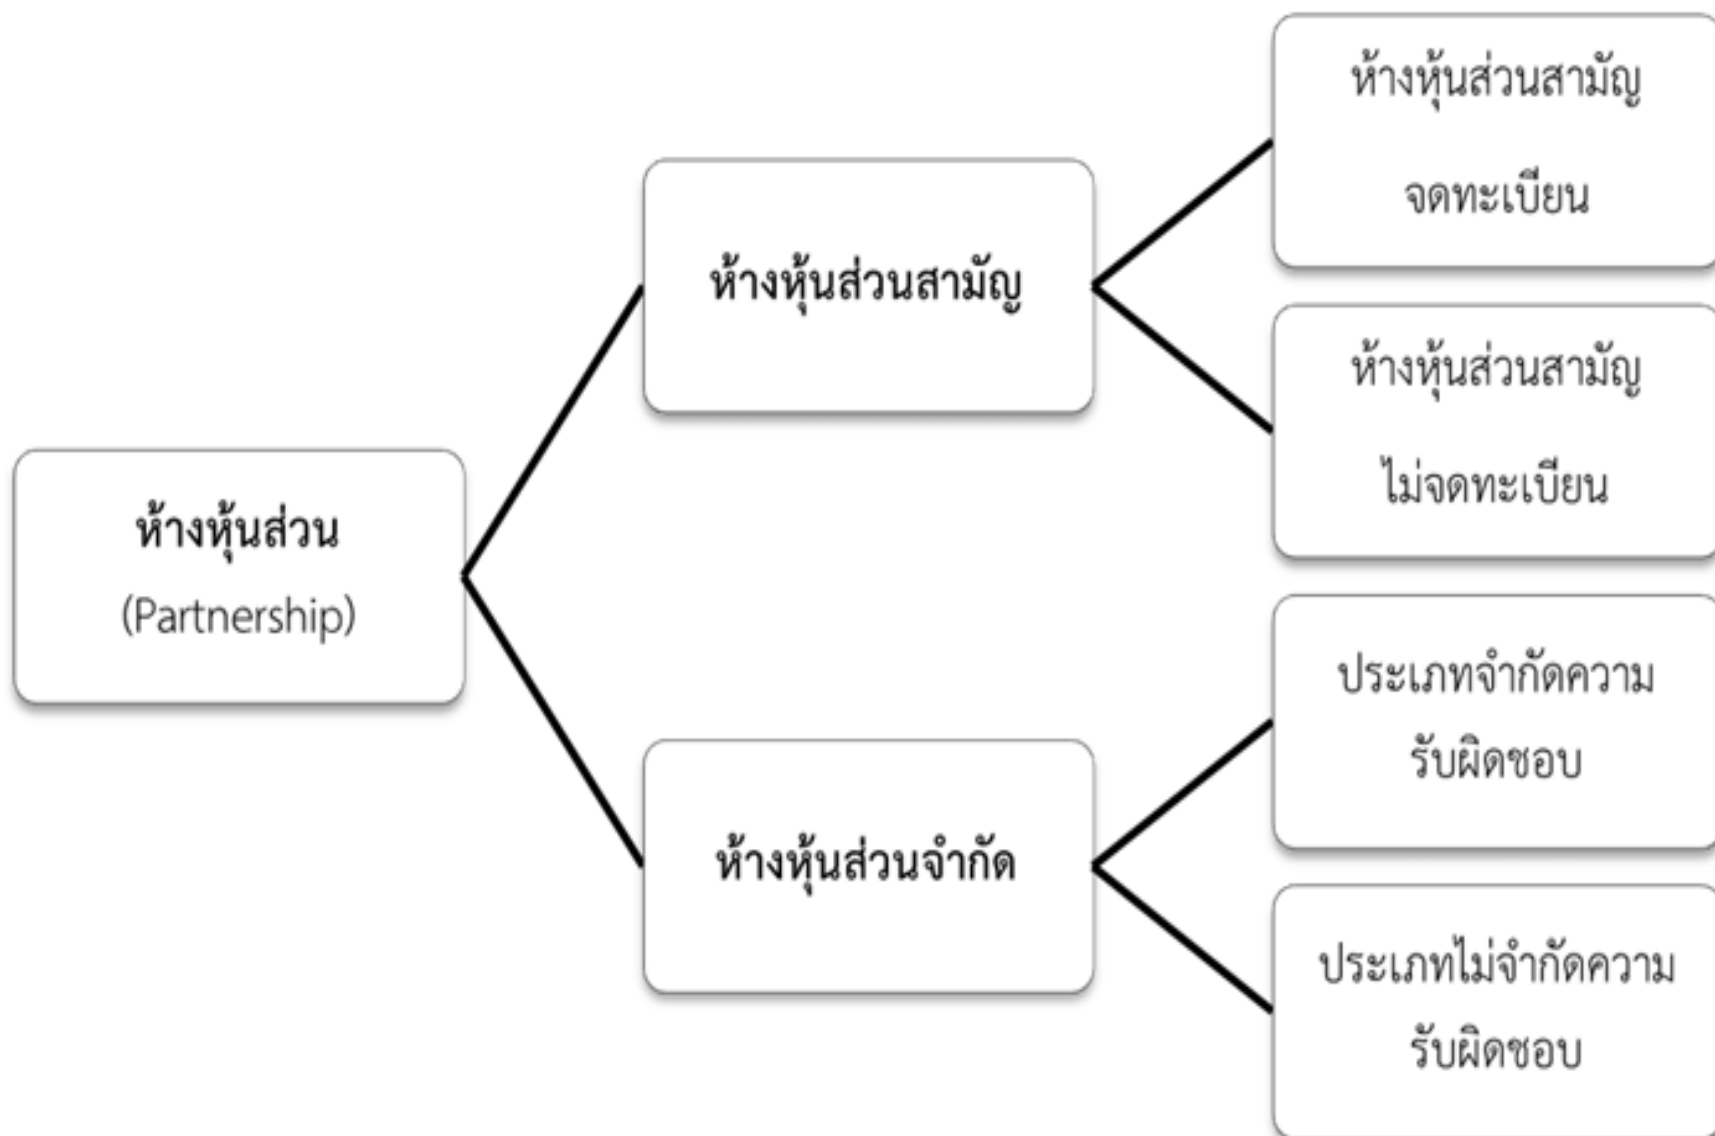 ห้างหุ้นส่วน
(Partnership)
ห้างหุ้นส่วนสามัญ
ห้างหุ้นส่วนสามัญ
จดทะเบียน
ห้างหุ้นส่วนสามัญ
ไม่จดทะเบียน
ห้างหุ้นส่วนจำกัด
ประเภทจำกัดความ
รับผิดชอบ
ประเภทไม่จำกัดความ
รับผิดชอบ